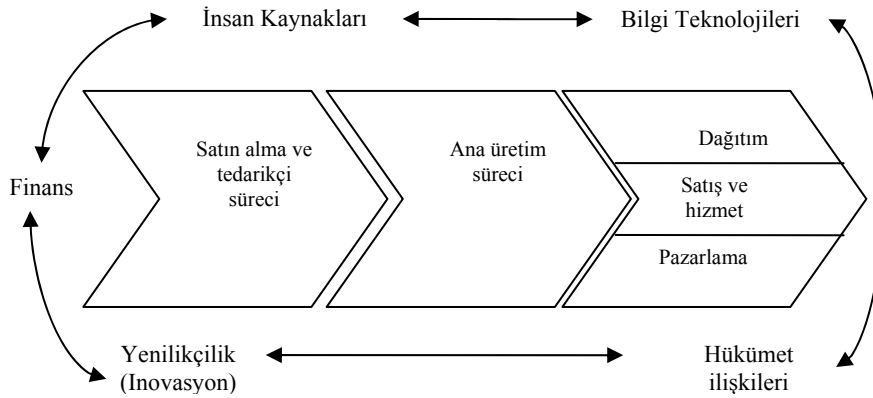 İnsan Kaynakları
Bilgi Teknolojileri
Satın alma ve
tedarikçi
süreci
Ana üretim
süreci
Dağıtım
Finans
Satış ve
hizmet
Pazarlama
Yenilikçilik
(Inovasyon)
Hükümet
ilişkileri